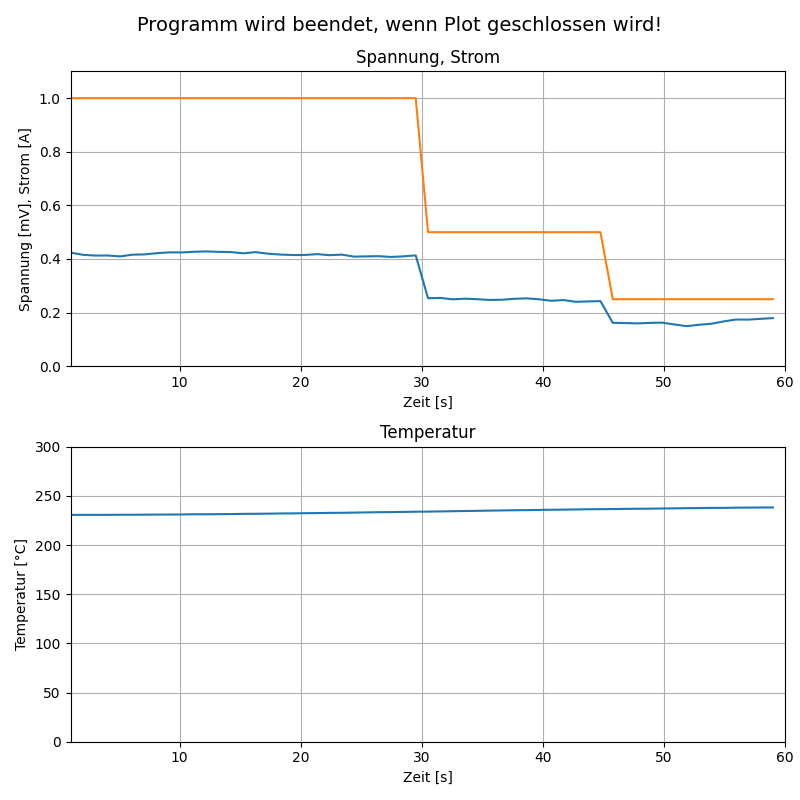 Programm wird beendet, wenn Plot geschlossen wird!
Spannung, Strom
1.0
0.8
0.6
0.4
0.2
0.0
Spannung [mV], Strom [A]
10 20 30 40 50 60
Zeit [s]
Temperatur
300
250
200
150
100
50
0
Temperatur [°C]
10 20 30 40 50 60
Zeit [s]